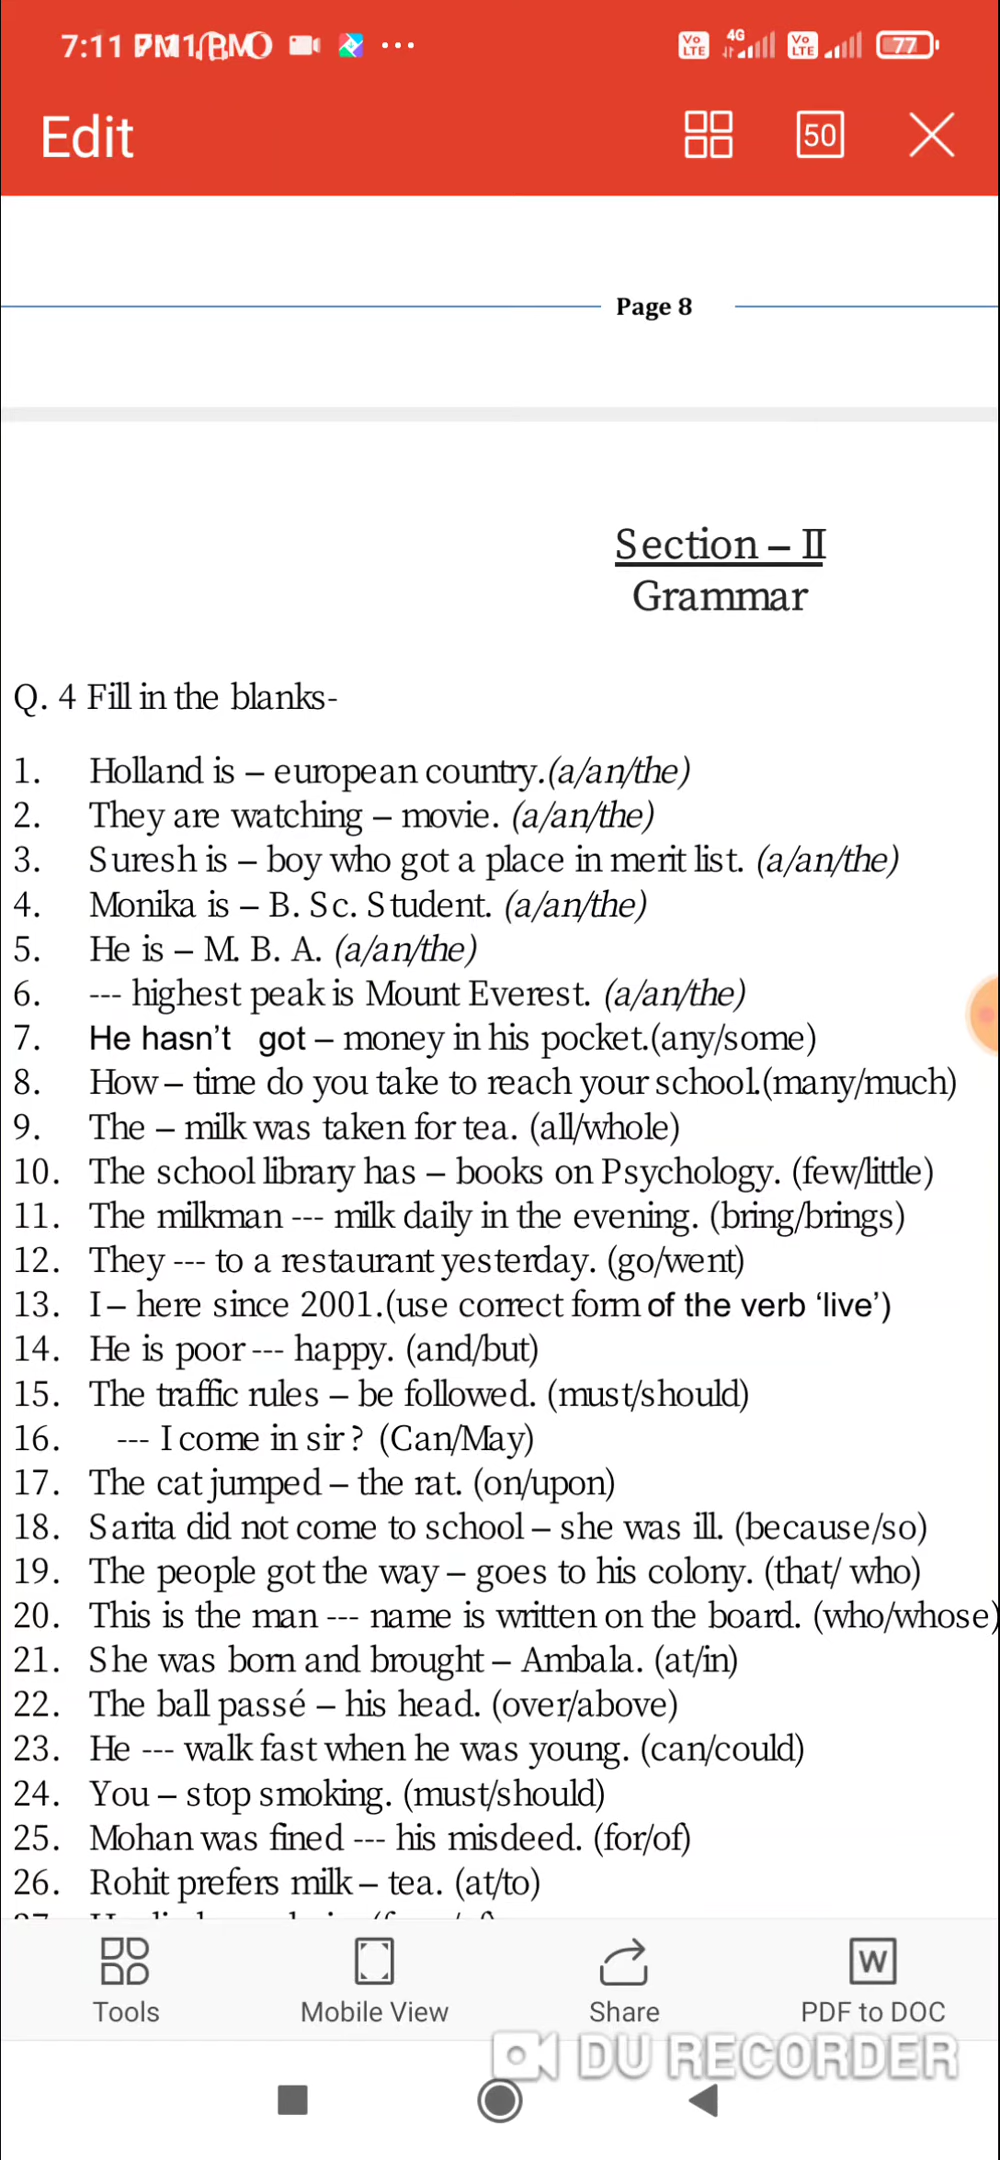 7:11 PM
4G
Vo LTE
Vo LTE
77
Edit
50
Page 8
Section – II
Grammar
Q. 4 Fill in the blanks-
1. Holland is – european country.(a/an/the)
2. They are watching – movie. (a/an/the)
3. Suresh is – boy who got a place in merit list. (a/an/the)
4. Monika is – B. Sc. Student. (a/an/the)
5. He is – M. B. A. (a/an/the)
6. --- highest peak is Mount Everest. (a/an/the)
7. He hasn’t got – money in his pocket.(any/some)
8. How – time do you take to reach your school.(many/much)
9. The – milk was taken for tea. (all/whole)
10. The school library has – books on Psychology. (few/little)
11. The milkman --- milk daily in the evening. (bring/brings)
12. They --- to a restaurant yesterday. (go/went)
13. I – here since 2001.(use correct form of the verb ‘live’)
14. He is poor --- happy. (and/but)
15. The traffic rules – be followed. (must/should)
16. --- I come in sir? (Can/May)
17. The cat jumped – the rat. (on/upon)
18. Sarita did not come to school – she was ill. (because/so)
19. The people got the way – goes to his colony. (that/ who)
20. This is the man --- name is written on the board. (who/whose)
21. She was born and brought – Ambala. (at/in)
22. The ball passé – his head. (over/above)
23. He --- walk fast when he was young. (can/could)
24. You – stop smoking. (must/should)
25. Mohan was fined --- his misdeed. (for/of)
26. Rohit prefers milk – tea. (at/to)
Tools
Mobile View
Share
W
PDF to DOC
DU RECORDER